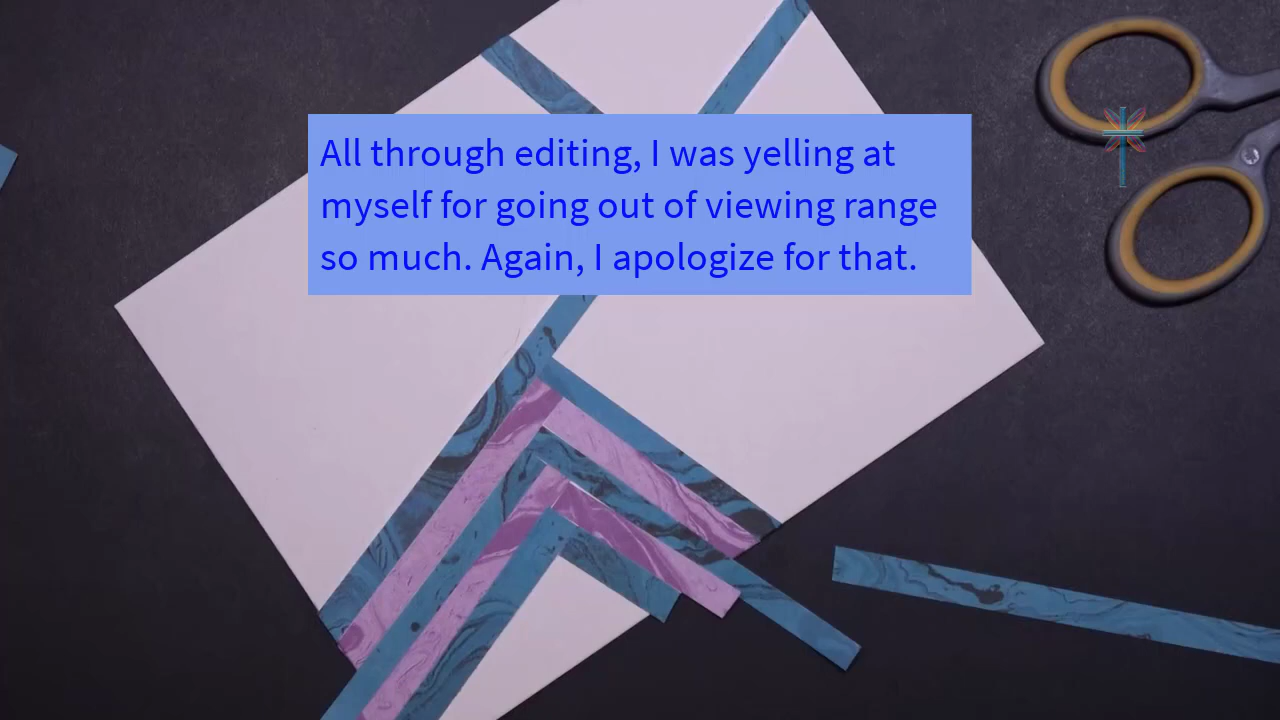 All through editing, I was yelling at
myself for going out of viewing range
so much. Again, I apologize for that.